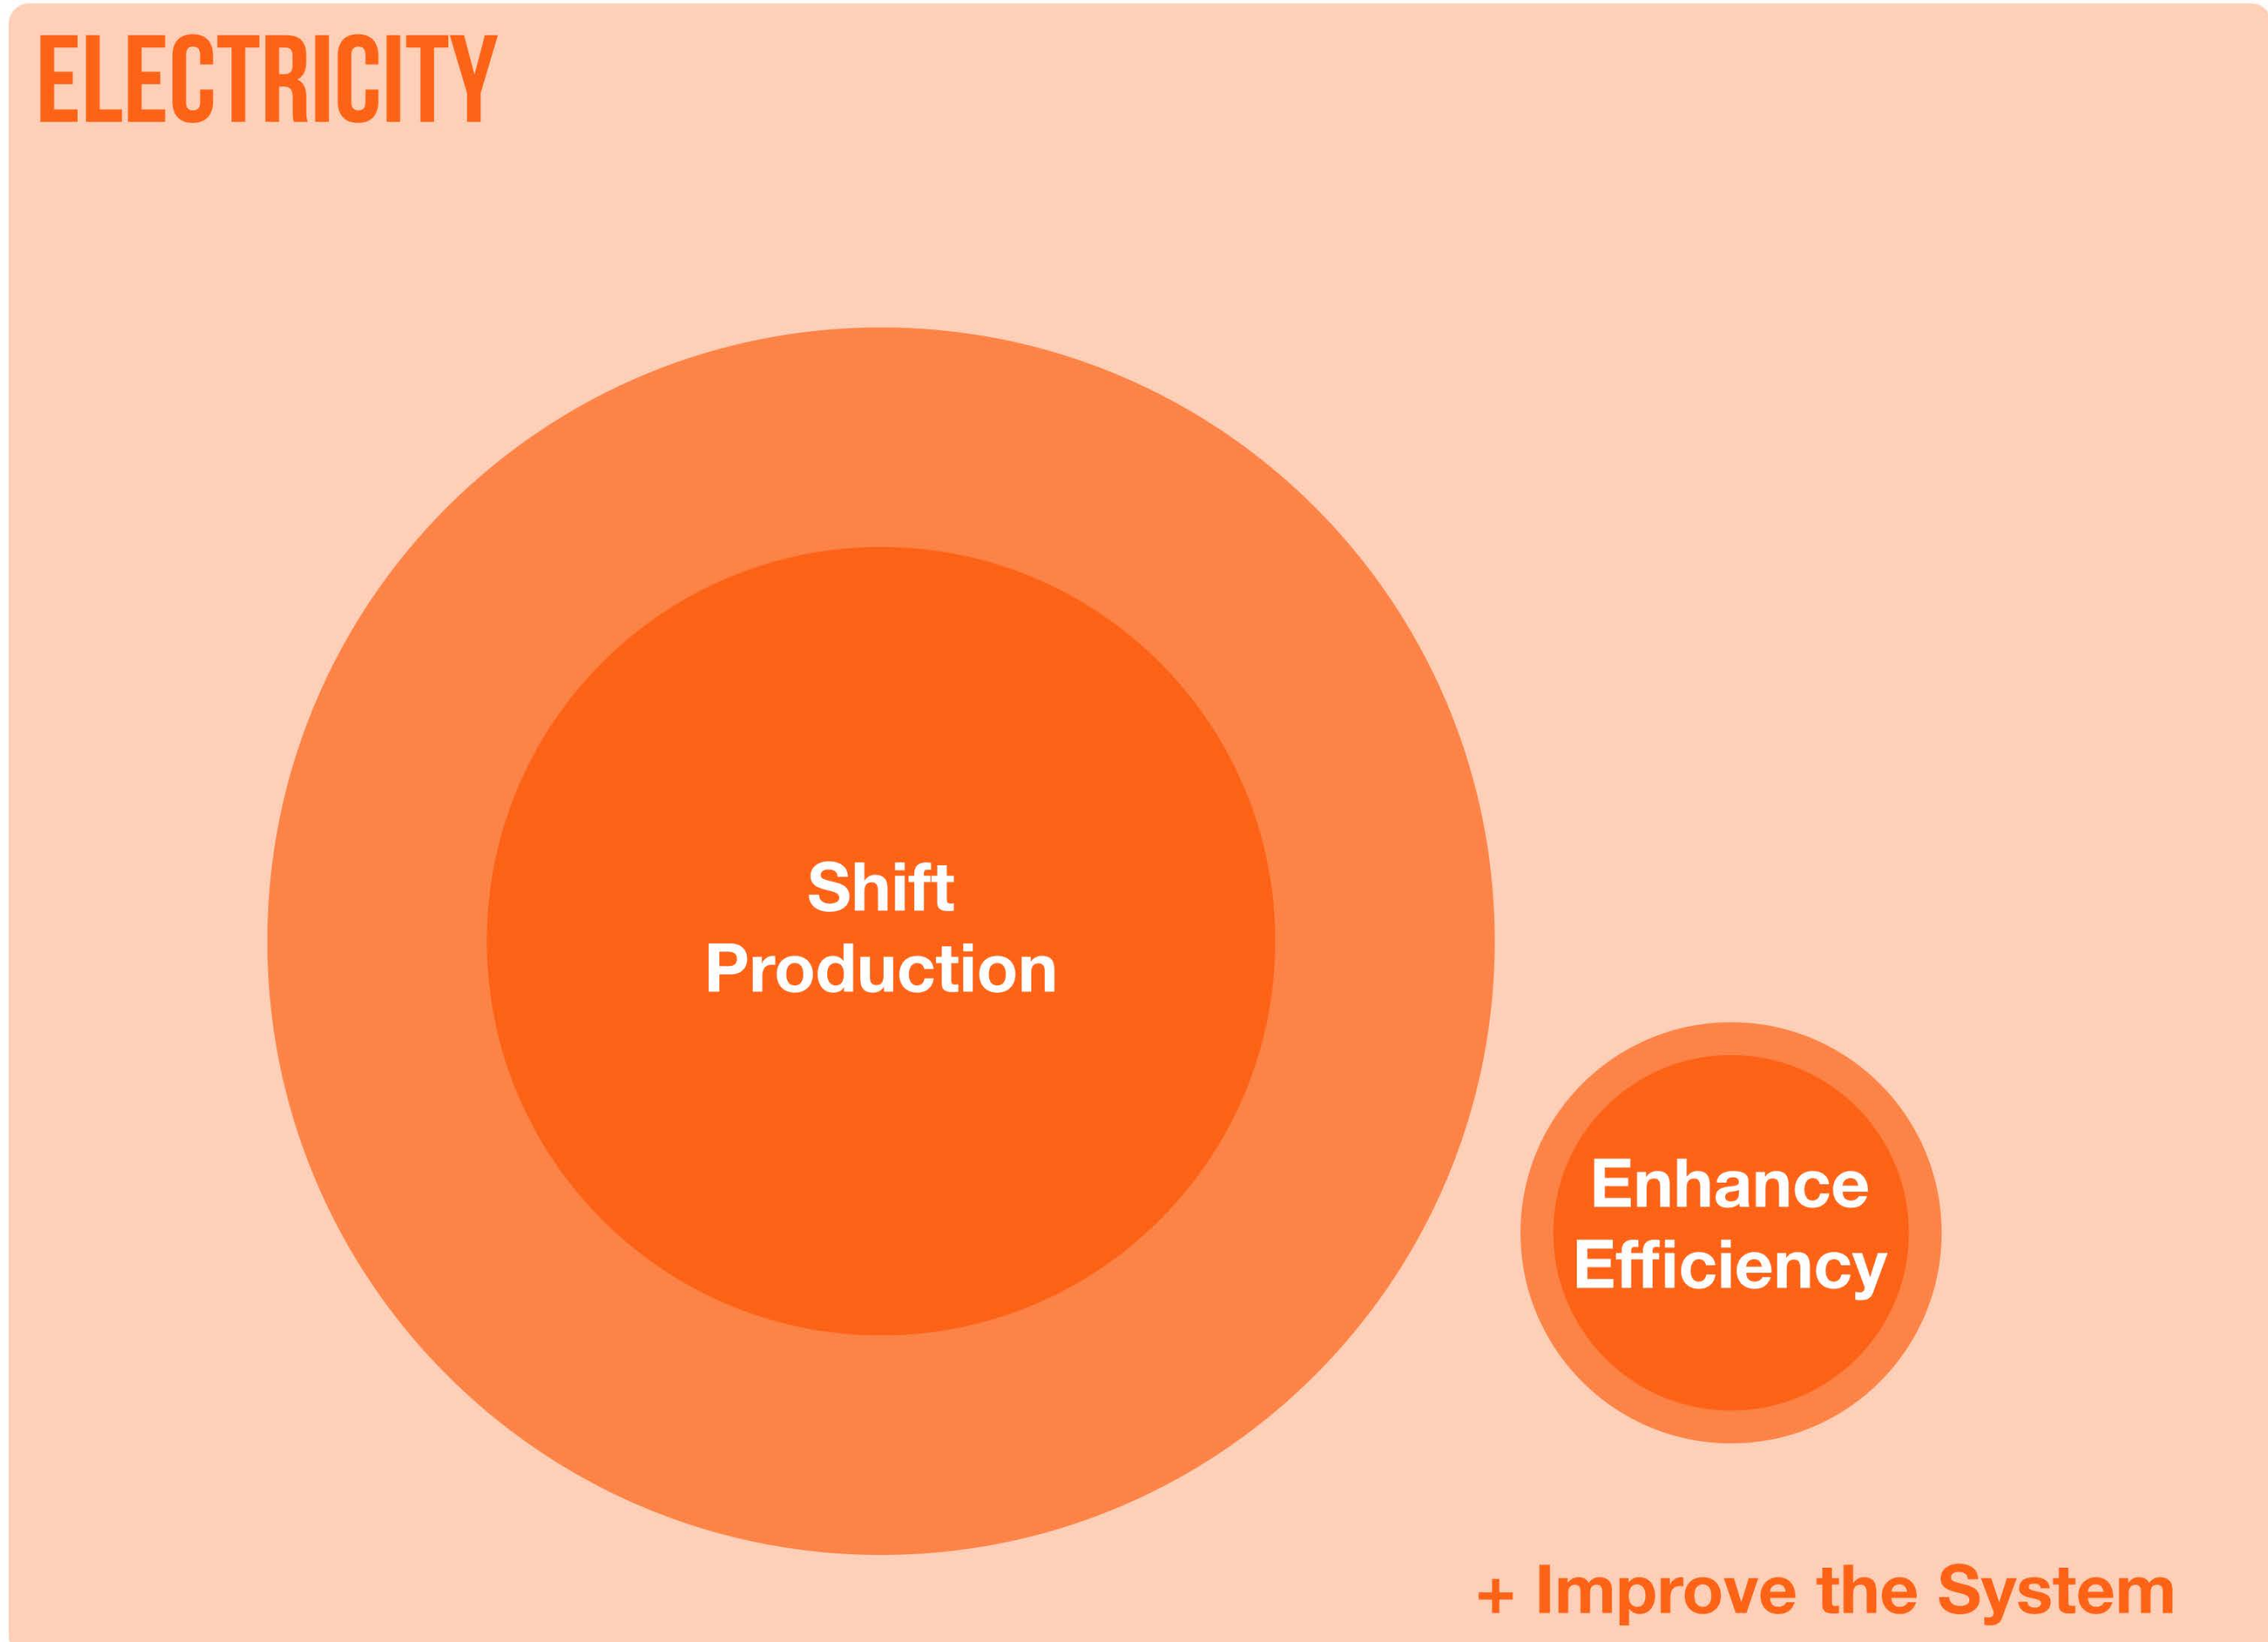 ELECTRICITY
Shift
Production
Enhance
Efficiency
+ Improve the System